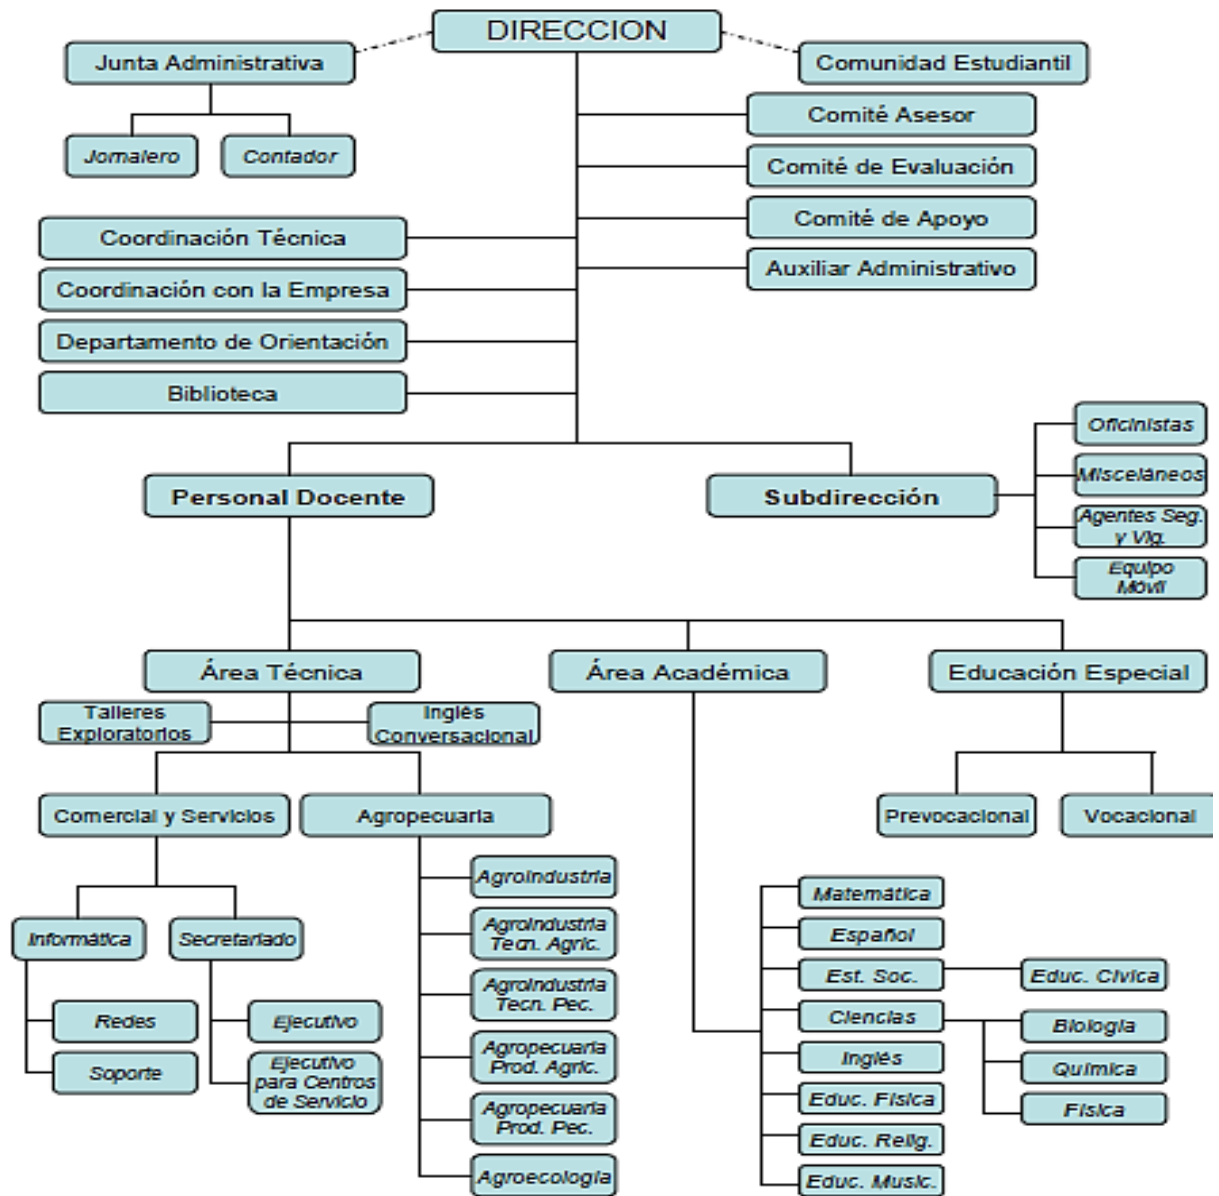 DIRECCION
Junta Administrativa
Comunidad Estudiantil
Comité Asesor
Jornalero
Contador
Comité de Evaluación
Comité de Apoyo
Coordinación Técnica
Auxiliar Administrativo
Coordinación con la Empresa
Departamento de Orientación
Biblioteca
Oficinistas
Misceláneos
Agentes Seg.
y Vig.
Equipo
Móvil
Personal Docente
Subdirección
Área Técnica
Área Académica
Educación Especial
Talleres
Exploratorios
Inglés
Conversacional
Comercial y Servicios
Agropecuaria
Prevocacional
Vocacional
Informática
Secretariado
Redes
Soporte
Ejecutivo
Ejecutivo
para Centros
de Servicio
Agroindustria
Agroindustria
Tecn. Agric.
Agroindustria
Tecn. Pec.
Agropecuaria
Prod. Agric.
Agropecuaria
Prod. Pec.
Agroecología
Matemática
Español
Est. Soc.
Educ. Cívica
Ciencias
Biología
Química
Física
Inglés
Educ. Física
Educ. Relig.
Educ. Music.